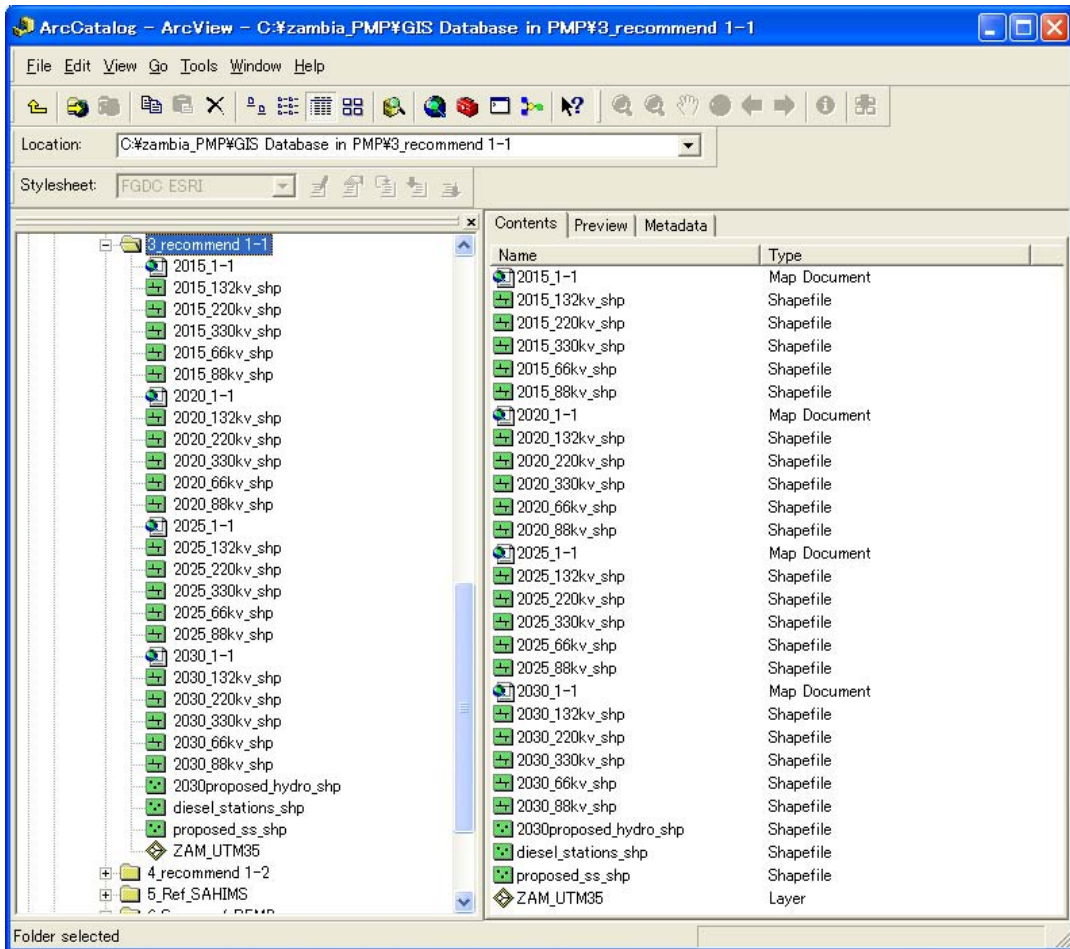 ArcCatalog - ArcView - C:¥zambia_PMP¥GIS Database in PMP¥3_recommend 1-1
File Edit View Go Tools Window Help
Location: C:¥zambia_PMP¥GIS Database in PMP¥3_recommend 1-1
Stylesheet: FGDC ESRI
3_recommend 1-1
2015_1-1
2015_132kv_shp
2015_220kv_shp
2015_330kv_shp
2015_66kv_shp
2015_88kv_shp
2020_1-1
2020_132kv_shp
2020_220kv_shp
2020_330kv_shp
2020_66kv_shp
2020_88kv_shp
2025_1-1
2025_132kv_shp
2025_220kv_shp
2025_330kv_shp
2025_66kv_shp
2025_88kv_shp
2030_1-1
2030_132kv_shp
2030_220kv_shp
2030_330kv_shp
2030_66kv_shp
2030_88kv_shp
2030proposed_hydro_shp
diesel_stations_shp
proposed_ss_shp
ZAM_UTM35
4_recommend 1-2
5_Ref_SAHIMS
Contents Preview Metadata
Name Type
2015_1-1 Map Document
2015_132kv_shp Shapefile
2015_220kv_shp Shapefile
2015_330kv_shp Shapefile
2015_66kv_shp Shapefile
2015_88kv_shp Shapefile
2020_1-1 Map Document
2020_132kv_shp Shapefile
2020_220kv_shp Shapefile
2020_330kv_shp Shapefile
2020_66kv_shp Shapefile
2020_88kv_shp Shapefile
2025_1-1 Map Document
2025_132kv_shp Shapefile
2025_220kv_shp Shapefile
2025_330kv_shp Shapefile
2025_66kv_shp Shapefile
2025_88kv_shp Shapefile
2030_1-1 Map Document
2030_132kv_shp Shapefile
2030_220kv_shp Shapefile
2030_330kv_shp Shapefile
2030_66kv_shp Shapefile
2030_88kv_shp Shapefile
2030proposed_hydro_shp Shapefile
diesel_stations_shp Shapefile
proposed_ss_shp Shapefile
ZAM_UTM35 Layer
Folder selected